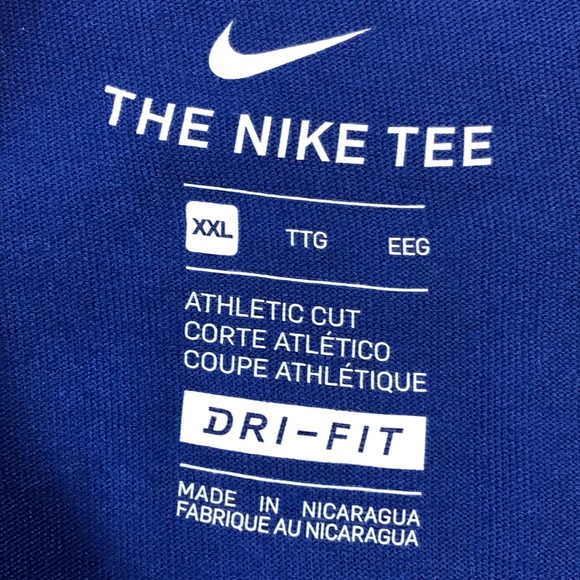 THE NIKE TEE
XXL TTG EEG
ATHLETIC CUT
CORTE ATLÉTICO
COUPE ATHLÉTIQUE
DRI-FIT
MADE IN NICARAGUA
FABRIQUE AU NICARAGUA